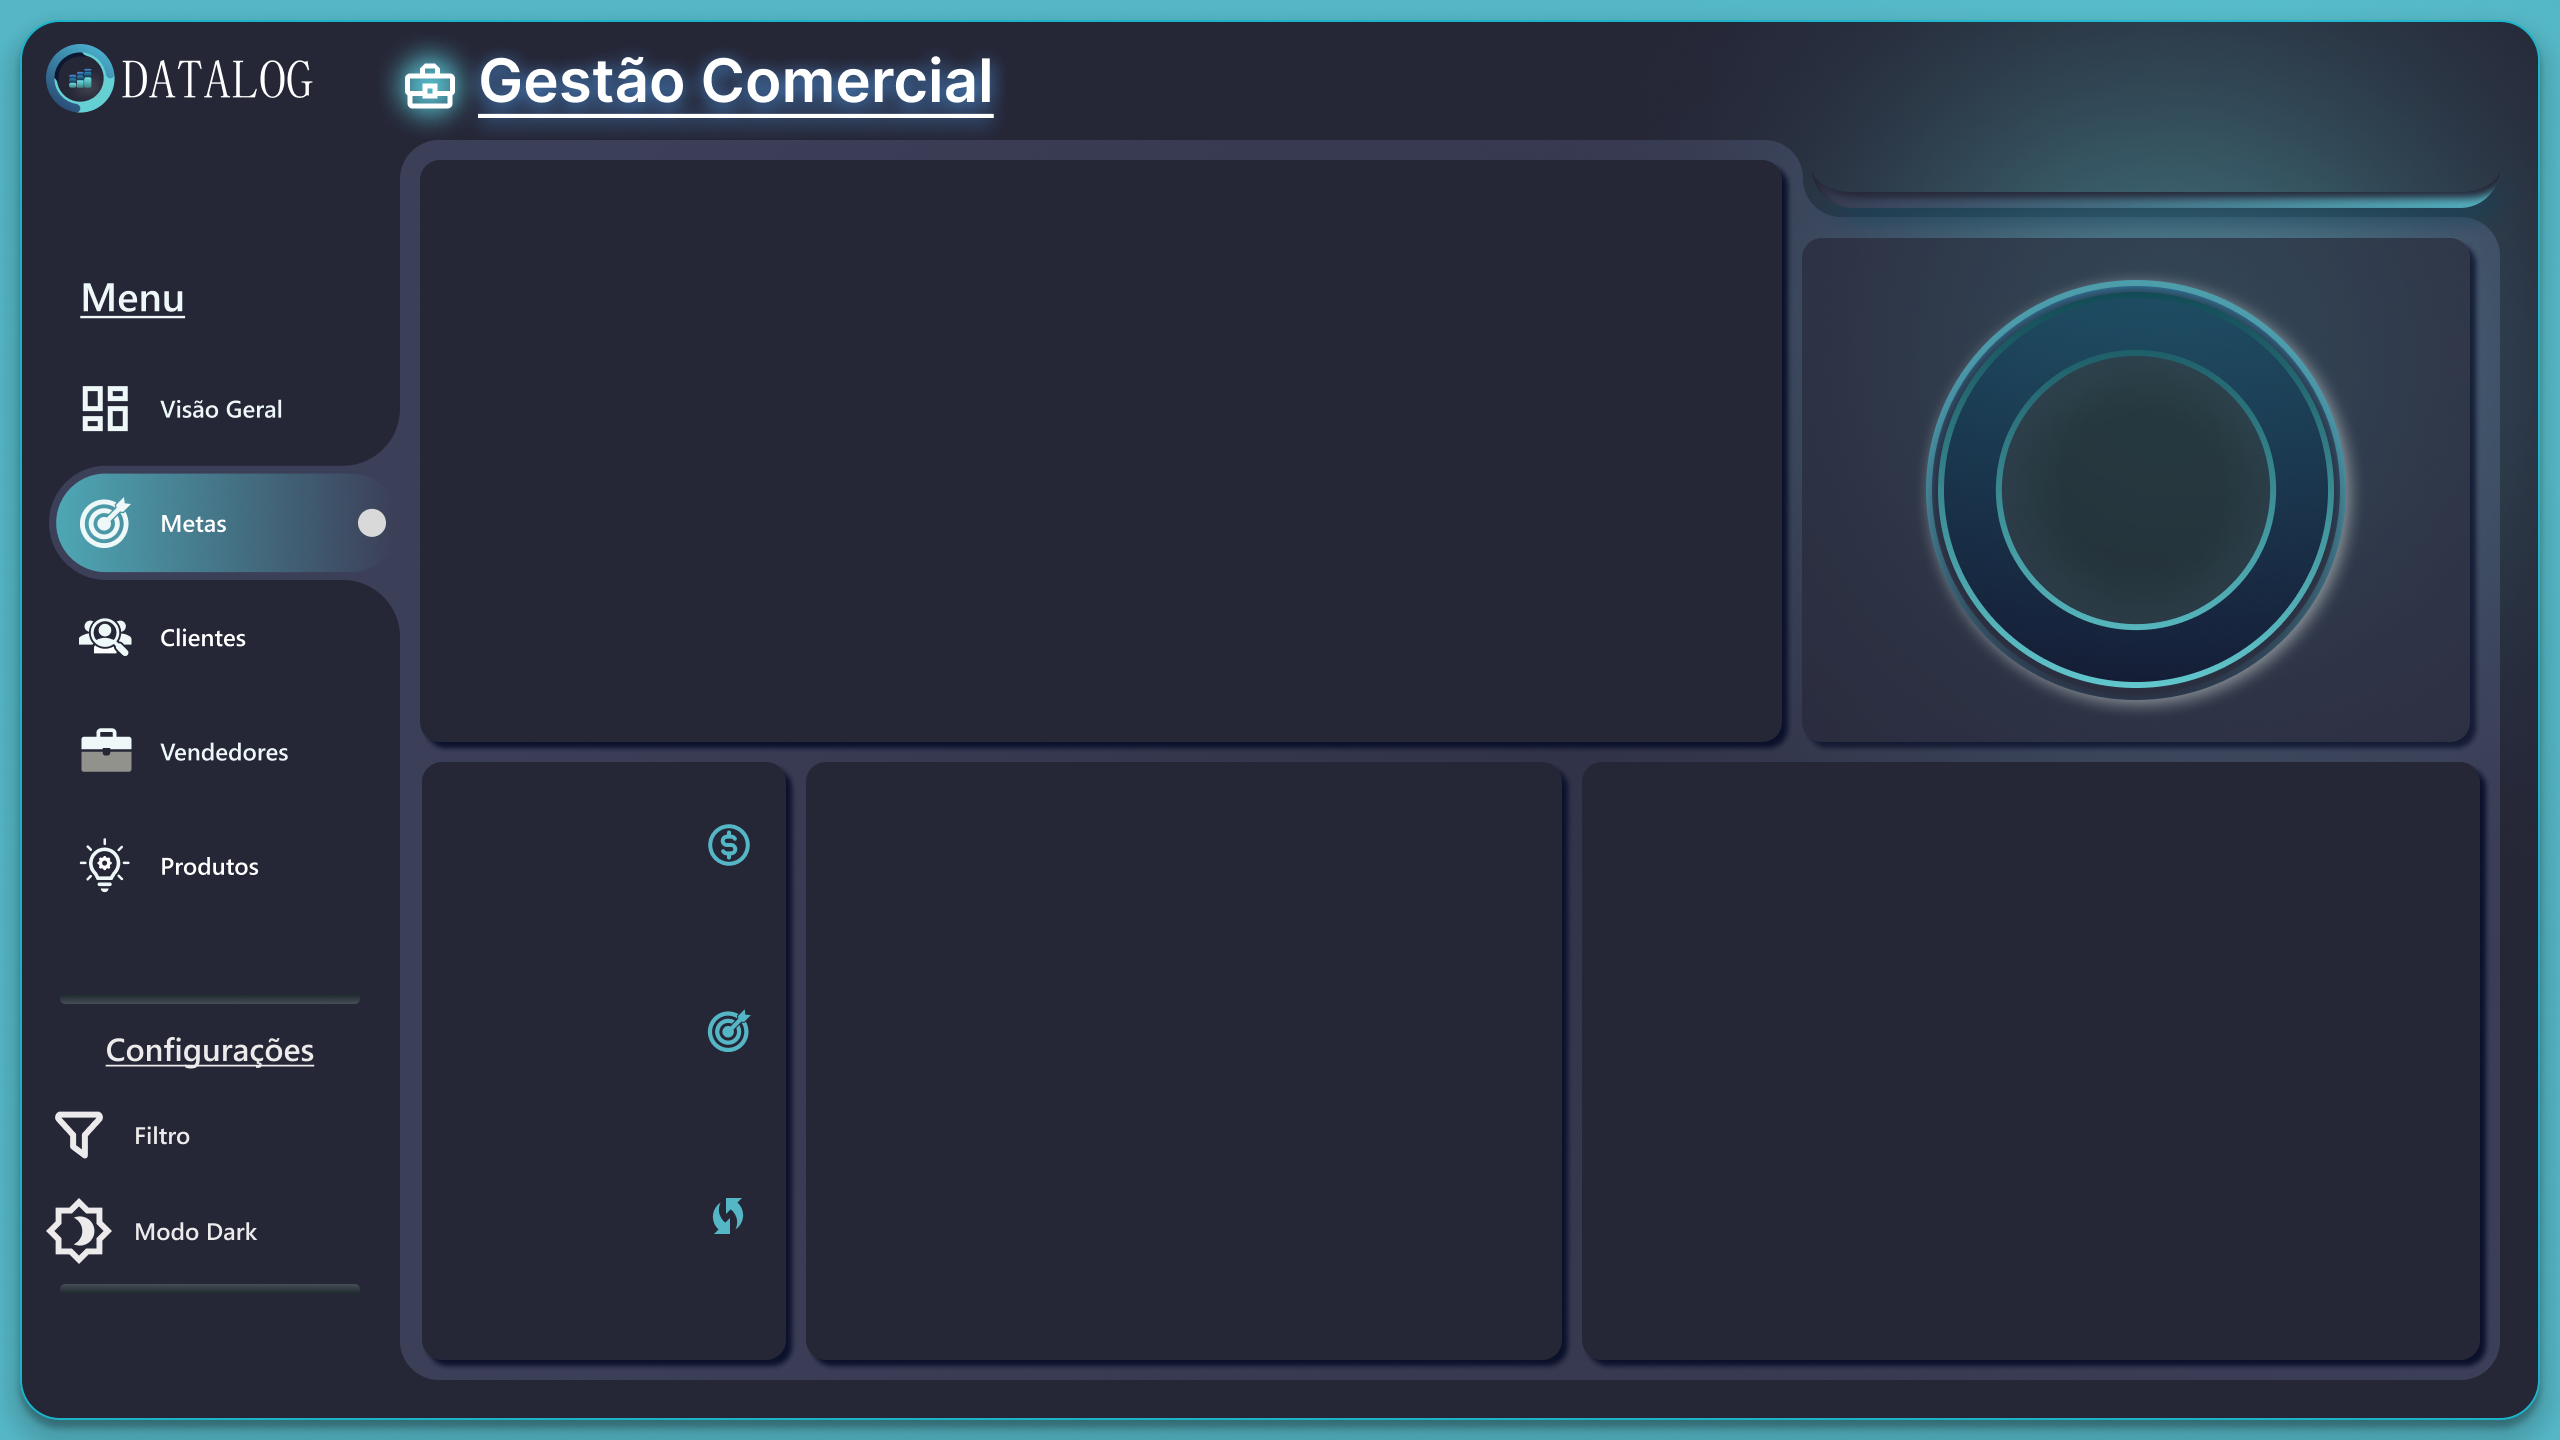 DATALOG
Gestão Comercial
Menu
Visão Geral
Metas
Clientes
Vendedores
Produtos
Configurações
Filtro
Modo Dark